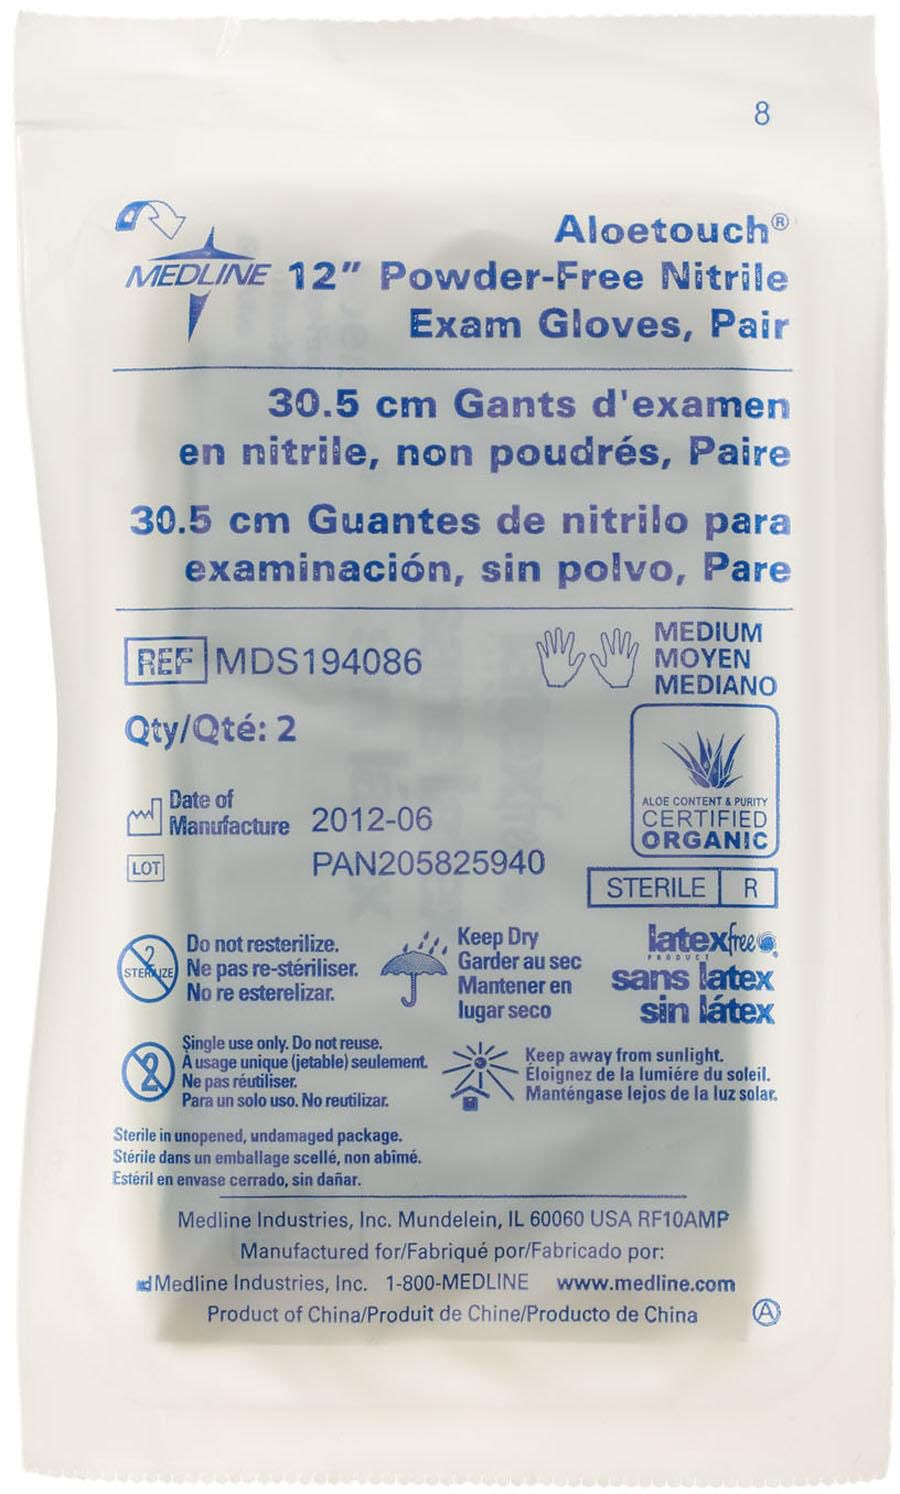 8
Aloetouch®
MEDLINE 12" Powder-Free Nitrile
Exam Gloves, Pair
30.5 cm Gants d'examen
en nitrile, non poudrés, Paire
30.5 cm Guantes de nitrilo para
examinación, sin polvo, Pare
REF MDS194086
MEDIUM
MOYEN
MEDIANO
Qty/Qté: 2
ALOE CONTENT & PURITY
CERTIFIED
ORGANIC
Date of
Manufacture 2012-06
LOT PAN205825940
STERILE R
2
STERILIZE
Do not resterilize.
Ne pas re-stériliser.
No re esterelizar.
Keep Dry
Garder au sec
Mantener en
lugar seco
latexfree
PRODUCT
sans latex
sin látex
2
Single use only. Do not reuse.
À usage unique (jetable) seulement.
Ne pas réutiliser.
Para un solo uso. No reutilizar.
Keep away from sunlight.
Éloignez de la lumiére du soleil.
Manténgase lejos de la luz solar.
Sterile in unopened, undamaged package.
Stérile dans un emballage scellé, non abîmé.
Estéril en envase cerrado, sin dañar.
Medline Industries, Inc. Mundelein, IL 60060 USA RF10AMP
Manufactured for/Fabriqué por/Fabricado por:
Medline Industries, Inc. 1-800-MEDLINE www.medline.com
Product of China/Produit de Chine/Producto de China
A